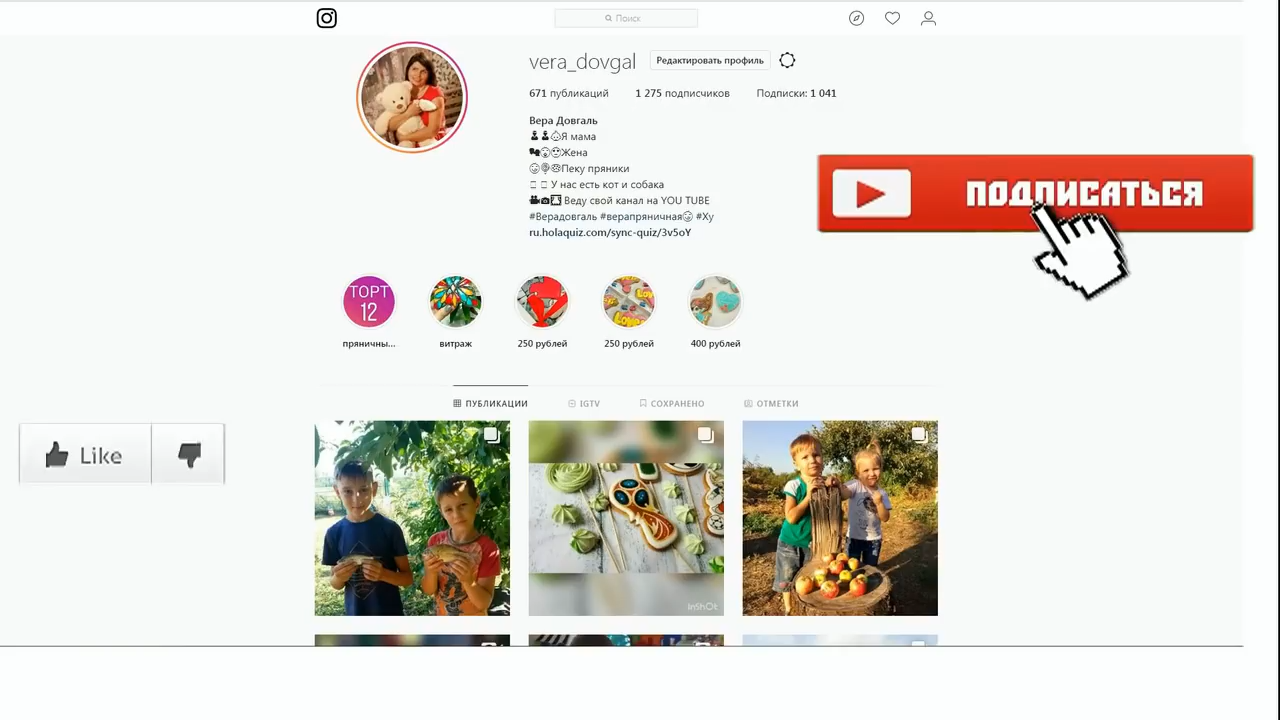 Поиск
vera_dovgal
Редактировать профиль
671 публикаций
1 275 подписчиков
Подписки: 1 041
Вера Довгаль
Я мама
Жена
Пеку пряники
У нас есть кот и собака
Веду свой канал на YOU TUBE
#Верадовгаль #верапряничная #Ху
ru.holaquiz.com/sync-quiz/3v5oY
ПОДПИСАТЬСЯ
ТОРТ
12
пряничны...
витраж
250 рублей
250 рублей
400 рублей
ПУБЛИКАЦИИ
IGTV
СОХРАНЕНО
ОТМЕТКИ
Like
InShOt